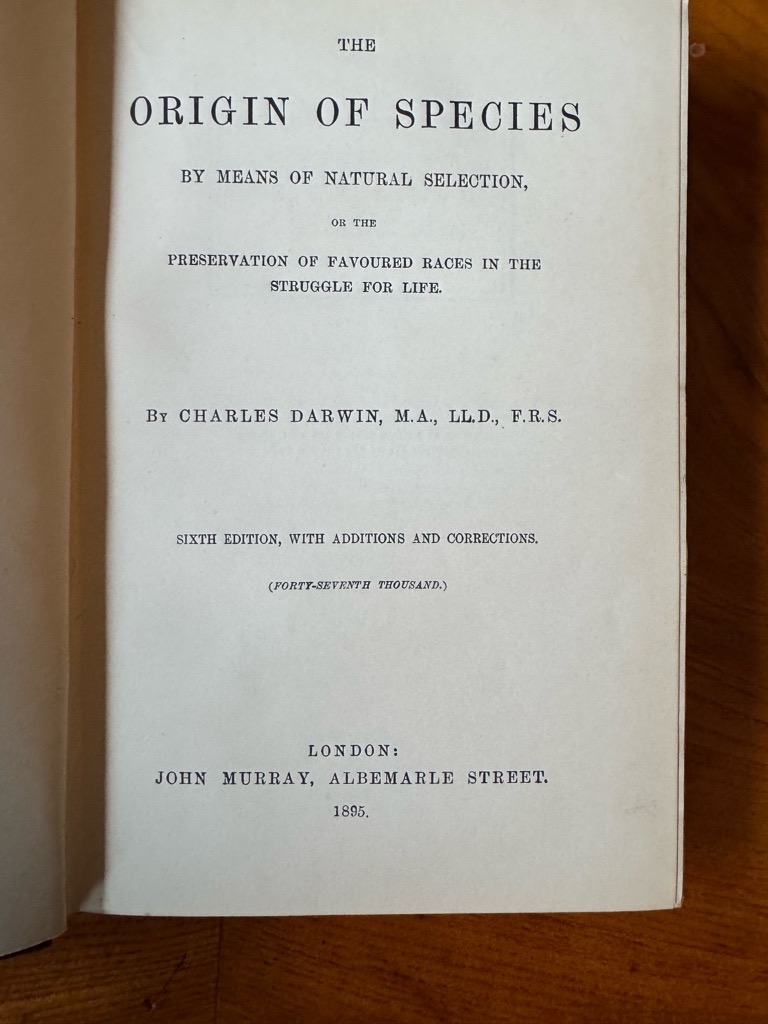 THE
ORIGIN OF SPECIES
BY MEANS OF NATURAL SELECTION,
OR THE
PRESERVATION OF FAVOURED RACES IN THE
STRUGGLE FOR LIFE.
By CHARLES DARWIN, M.A., LL.D., F.R.S.
SIXTH EDITION, WITH ADDITIONS AND CORRECTIONS.
(FORTY-SEVENTH THOUSAND.)
LONDON:
JOHN MURRAY, ALBEMARLE STREET.
1895.